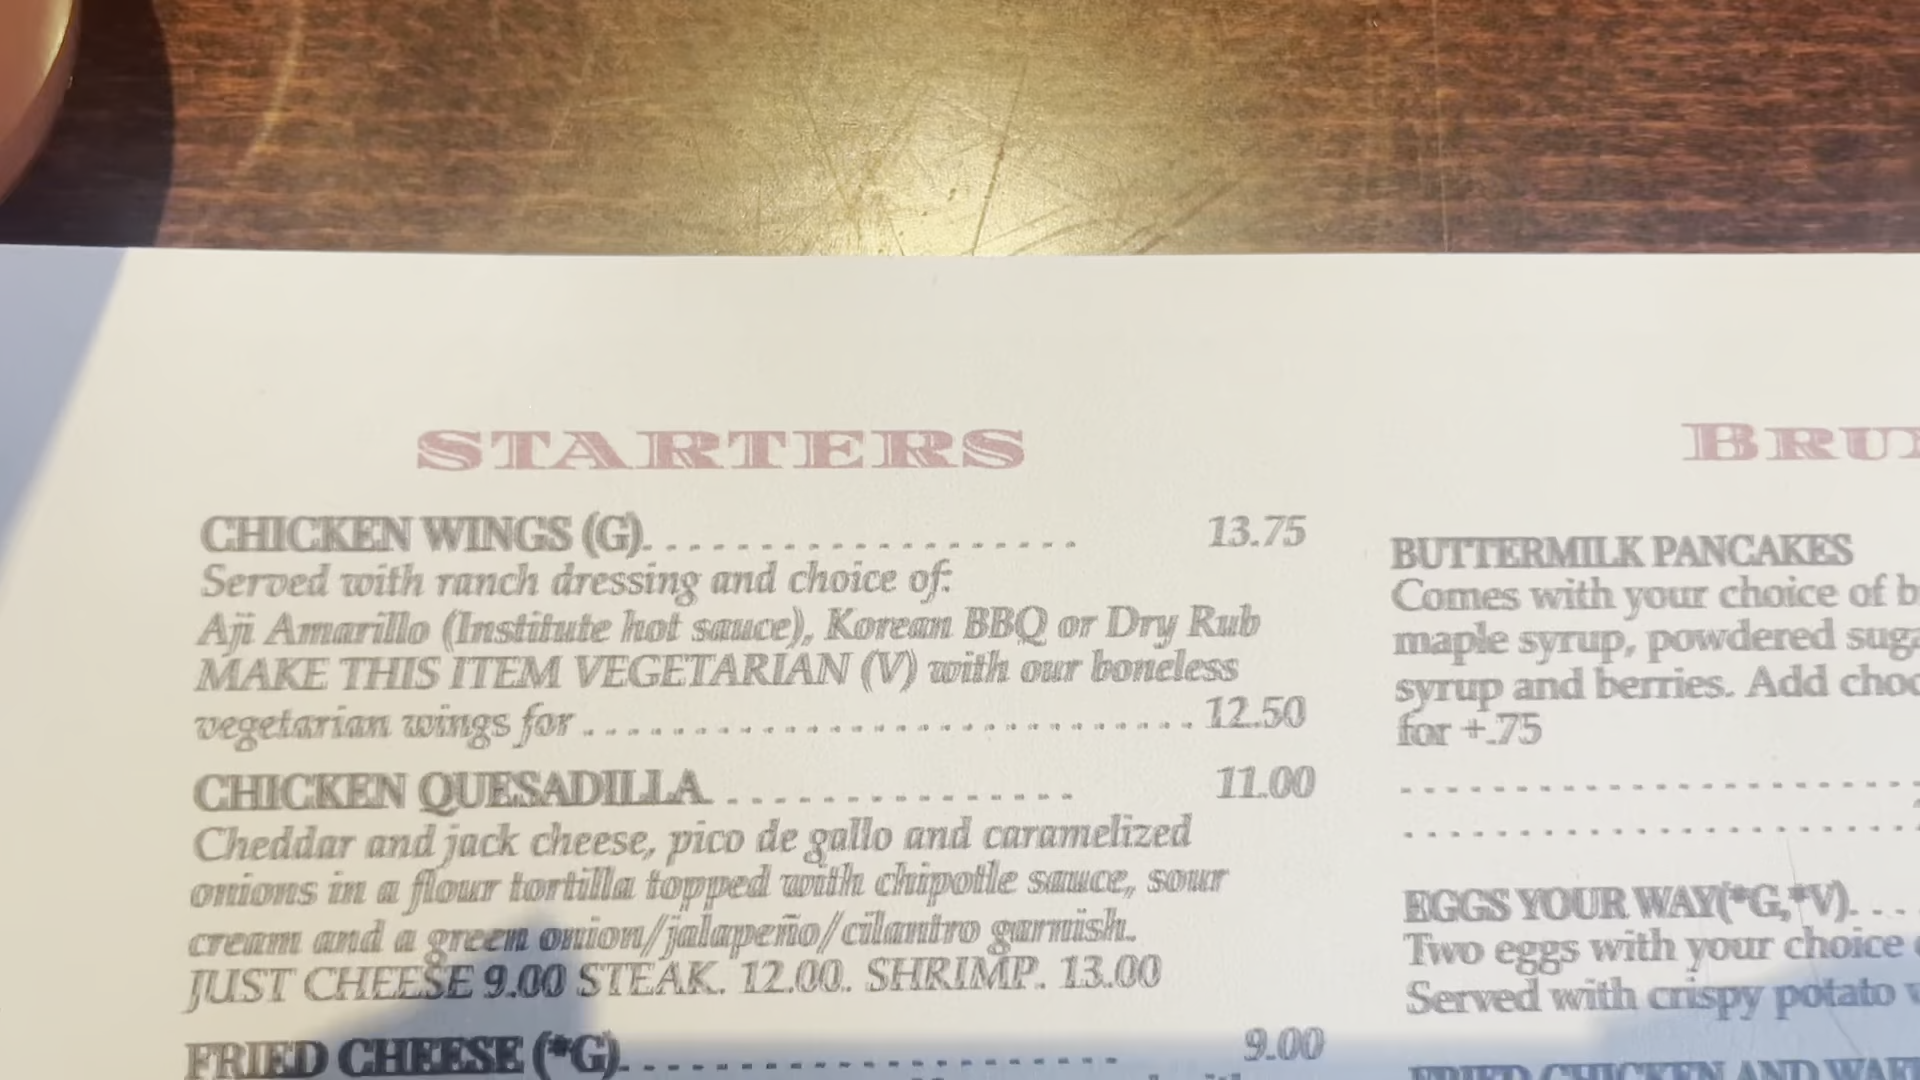 STARTERS
CHICKEN WINGS (G)................... 13.75
Served with ranch dressing and choice of:
Aji Amarillo (Institute hot sauce), Korean BBQ or Dry Rub
MAKE THIS ITEM VEGETARIAN (V) with our boneless
vegetarian wings for ........................... 12.50
CHICKEN QUESADILLA................ 11.00
Cheddar and jack cheese, pico de gallo and caramelized
onions in a flour tortilla topped with chipotle sauce, sour
cream and a green onion/jalapeño/cilantro garnish.
JUST CHEESE 9.00 STEAK. 12.00. SHRIMP. 13.00
FRIED CHEESE (*G)...................... 9.00
BUTTERMILK PANCAKES
Comes with your choice of
maple syrup, powdered
syrup and berries. Add
for +.75
EGGS YOUR WAY(*G,*V)...
Two eggs with your choice
Served with crispy potato
FRIED CHICKEN AND